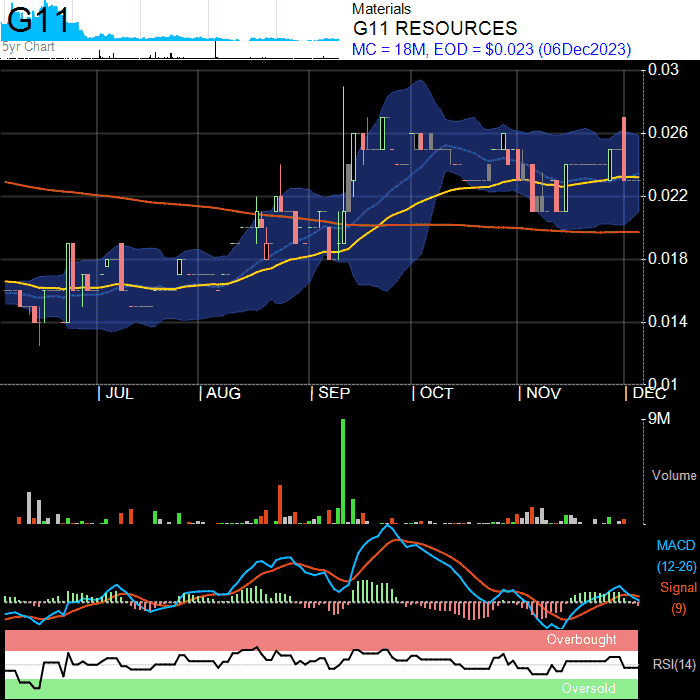 G11
5yr Chart
Materials
G11 RESOURCES
MC = 18M, EOD = $0.023 (06Dec2023)
0.03
0.026
0.022
0.018
0.014
0.01
| JUL | AUG | SEP | OCT | NOV | DEC
9M
Volume
MACD
(12-26)
Signal
(9)
Overbought
RSI(14)
Oversold